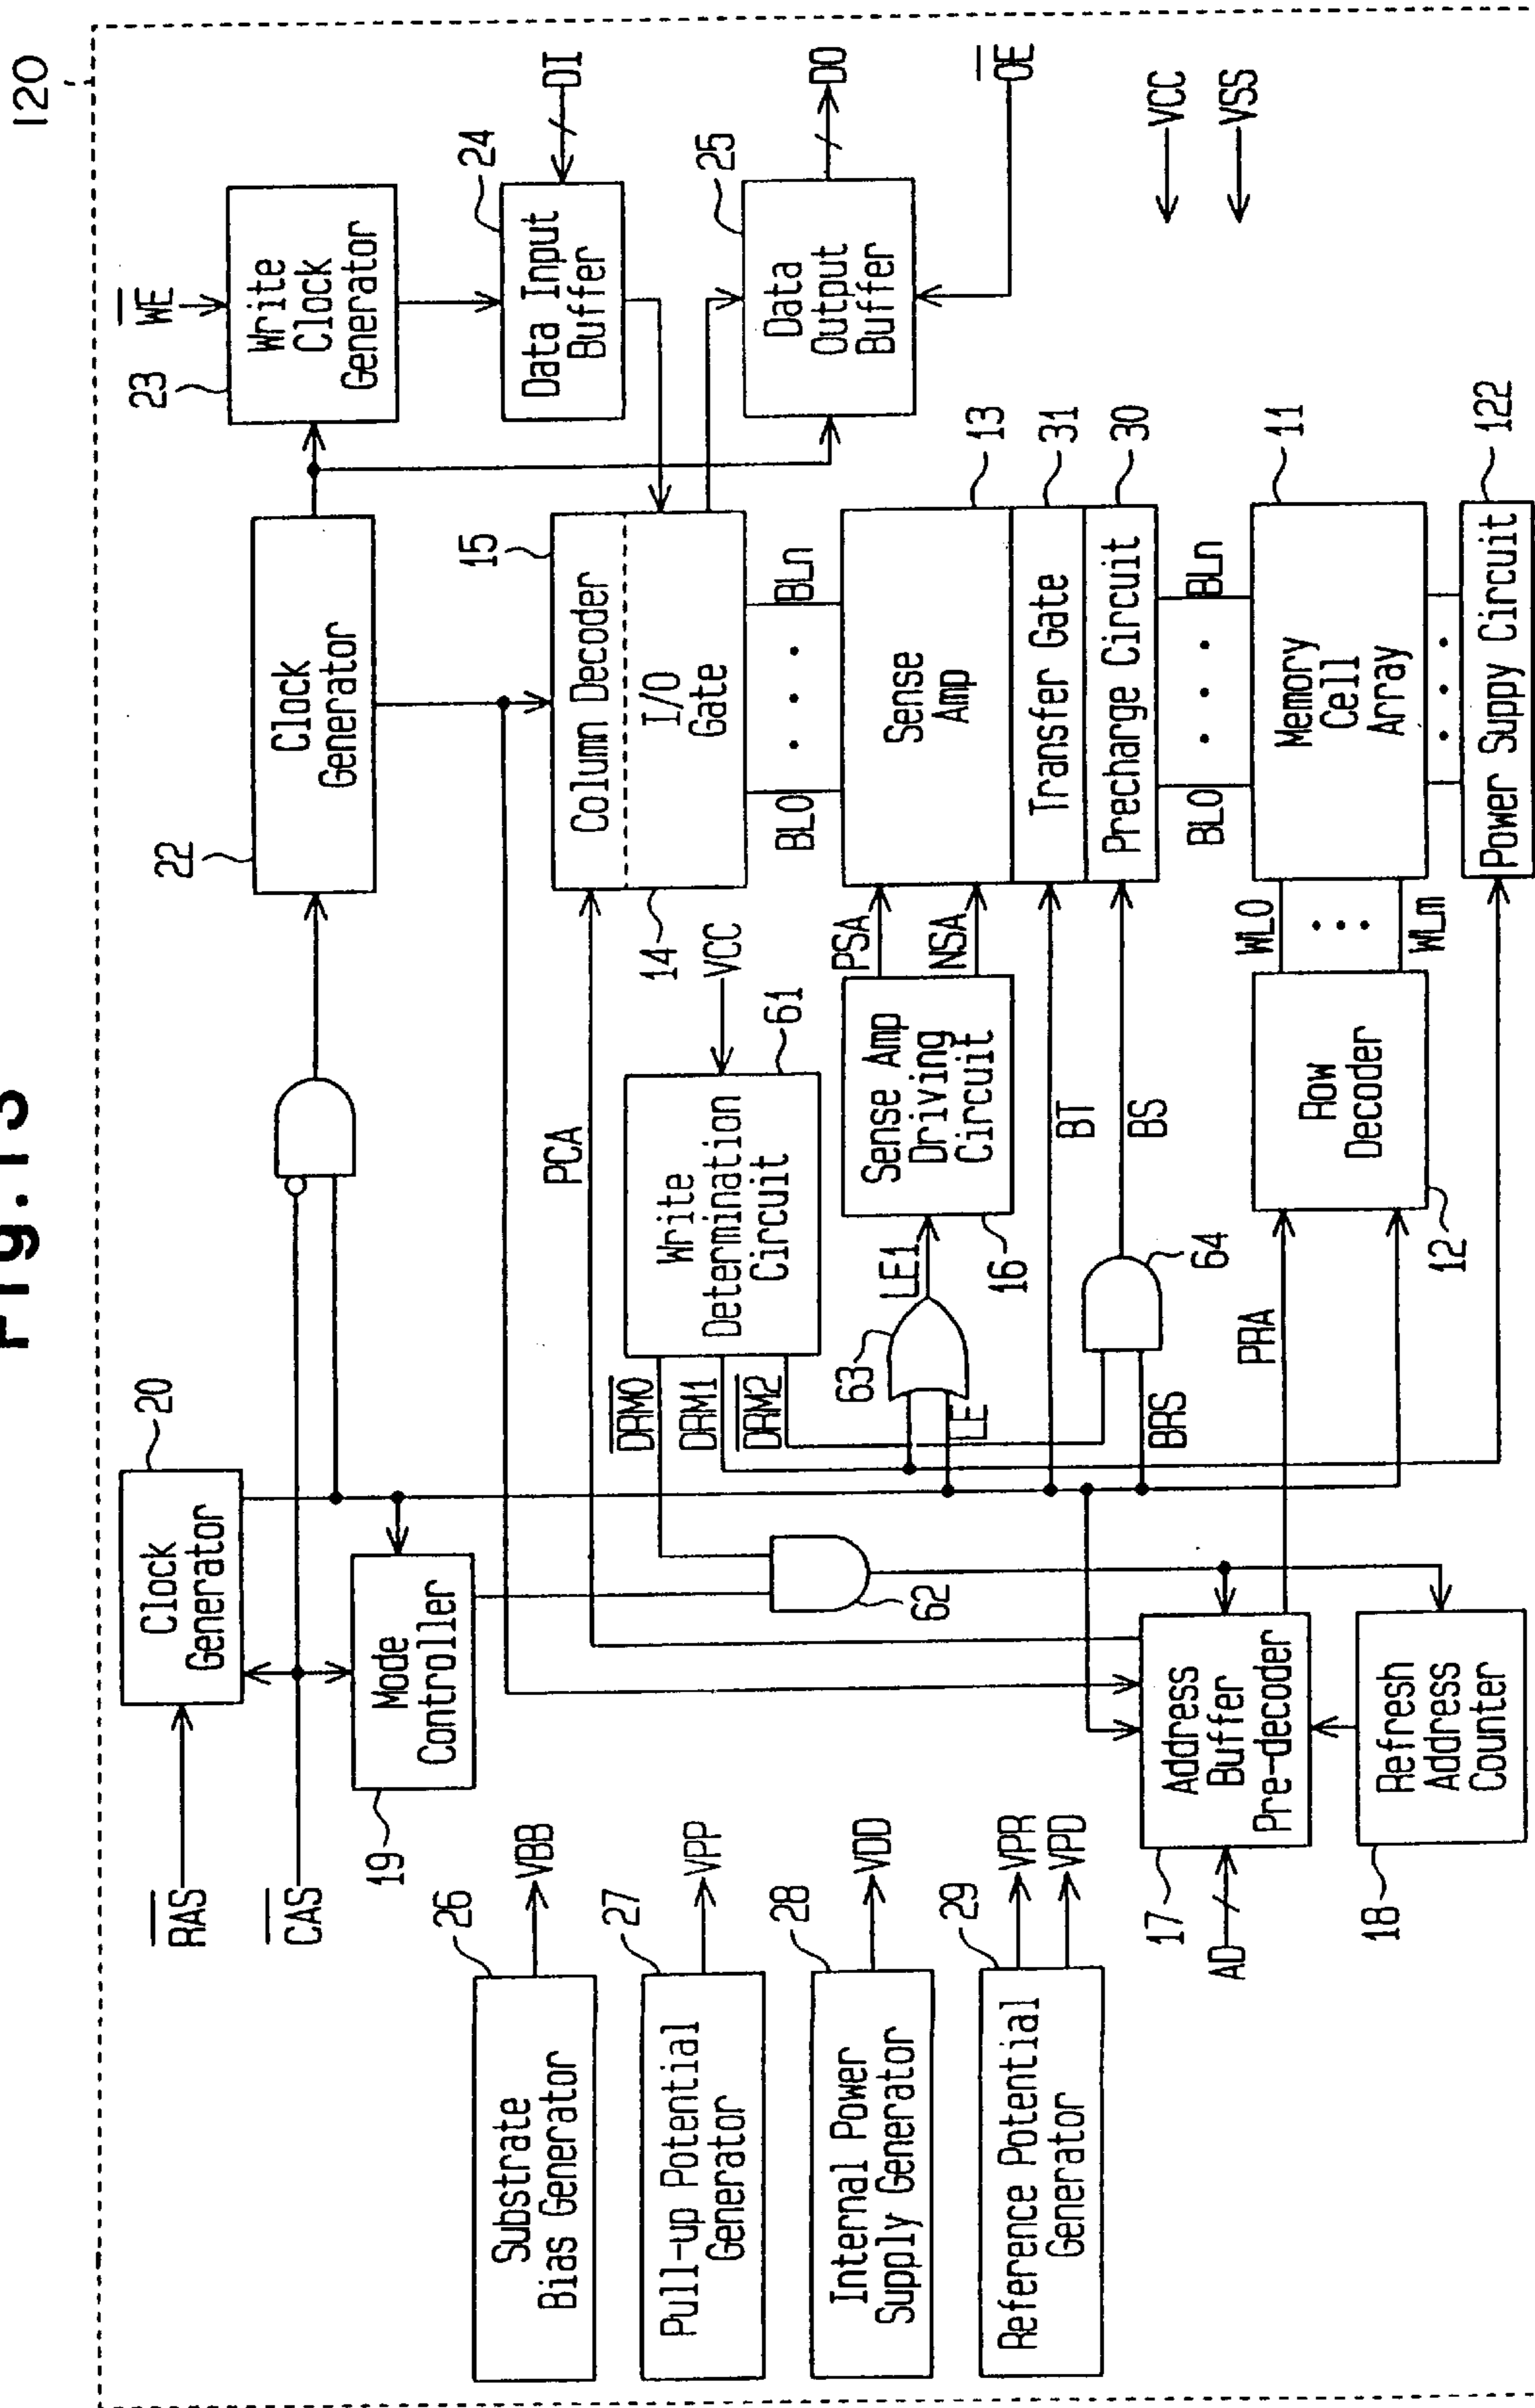 Fig.13
120
RAS
CAS
20
Clock
Generator
19
Mode
Controller
22
Clock
Generator
WE
23
Write
Clock
Generator
24
Data Input
Buffer
DI
15
Column Decoder
I/O
Gate
14
25
Data
Output
Buffer
DO
OE
VCC
VSS
26
Substrate
Bias Generator
VBB
27
Pull-up Potential
Generator
VPP
28
Internal Power
Supply Generator
VDD
29
Reference Potential
Generator
VPR
VPD
PCA
VCC
61
Write
Determination
Circuit
DRM0
DRM1
DRM2
62
63
LE
LE1
16
Sense Amp
Driving
Circuit
PSA
NSA
BL0
BLn
Sense
Amp
13
Transfer Gate
31
Precharge Circuit
30
BT
BS
64
BRS
BL0
BLn
17
AD
Address
Buffer
Pre-decoder
18
Refresh
Address
Counter
PRA
12
Row
Decoder
WL0
WLm
Memory
Cell
Array
11
Power Suppy Circuit
122